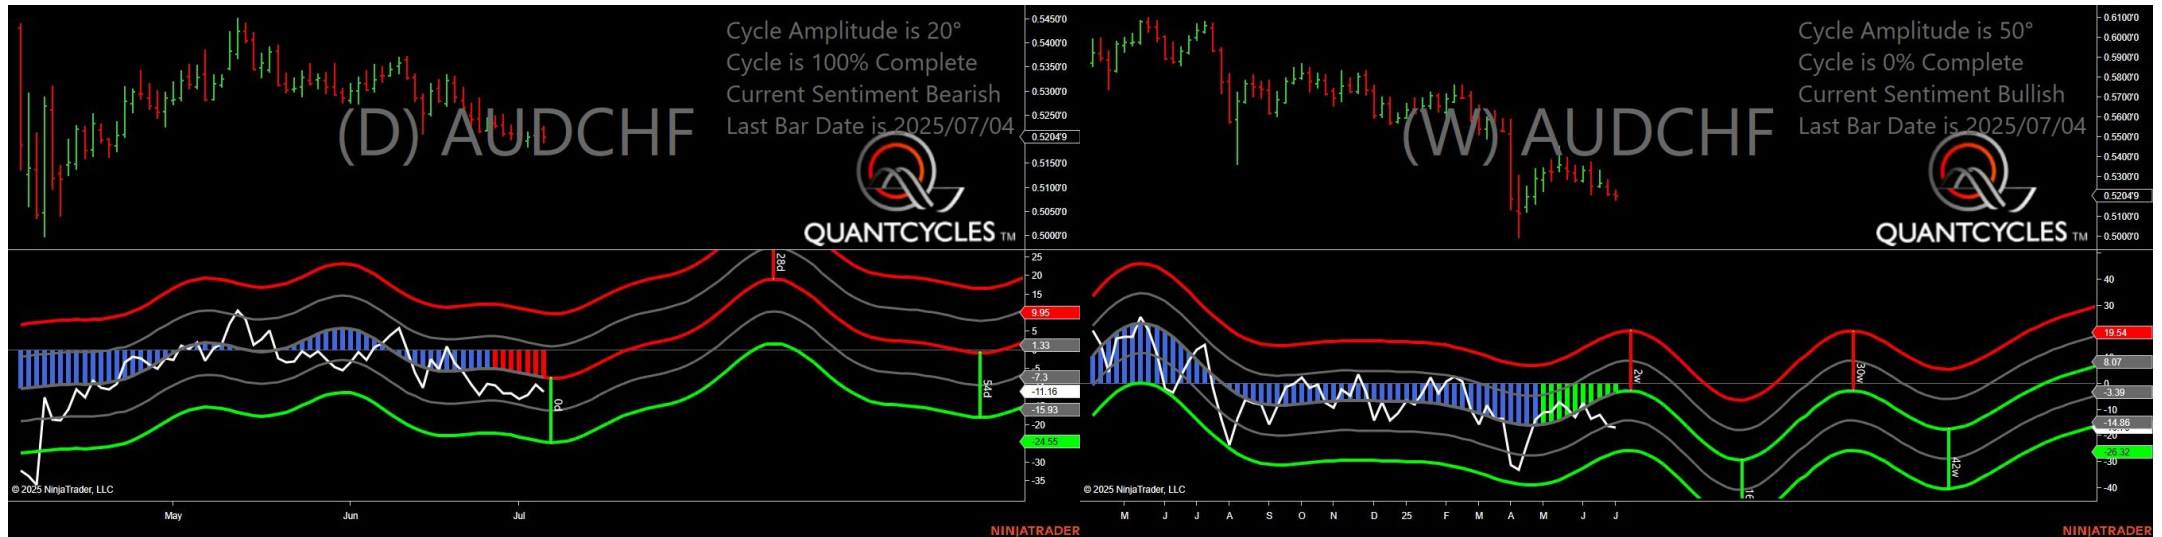 Cycle Amplitude is 20°
Cycle is 100% Complete
Current Sentiment Bearish
Last Bar Date is 2025/07/04
(D) AUDCHF
QUANTCYCLES TM
0.5450'0
0.5400'0
0.5350'0
0.5300'0
0.5250'0
0.5204'9
0.5150'0
0.5100'0
0.5050'0
0.5000'0
28d
0d
54d
25
20
15
9.95
5
1.33
-7.3
-11.16
-15.93
-20
-24.55
-30
-35
© 2025 NinjaTrader, LLC
May Jun Jul
NINJATRADER
Cycle Amplitude is 50°
Cycle is 0% Complete
Current Sentiment Bullish
Last Bar Date is 2025/07/04
(W) AUDCHF
QUANTCYCLES TM
0.6100'0
0.6000'0
0.5900'0
0.5800'0
0.5700'0
0.5600'0
0.5500'0
0.5400'0
0.5300'0
0.5204'9
0.5100'0
0.5000'0
2w
30w
42w
40
30
19.54
8.07
0
-3.39
-10
-14.86
-20
-26.32
-30
-40
© 2025 NinjaTrader, LLC
M J J A S O N D 25 F M A M J J
NINJATRADER